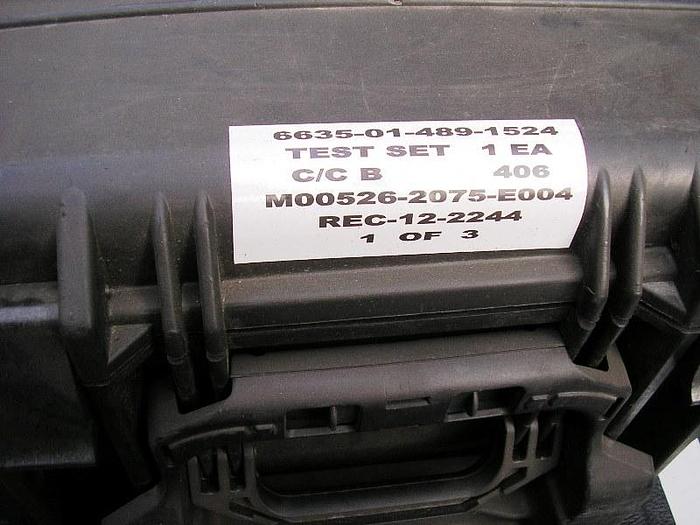 6635-01-489-1524
TEST SET 1 EA
C/C B 406
M00526-2075-E004
REC-12-2244
1 OF 3